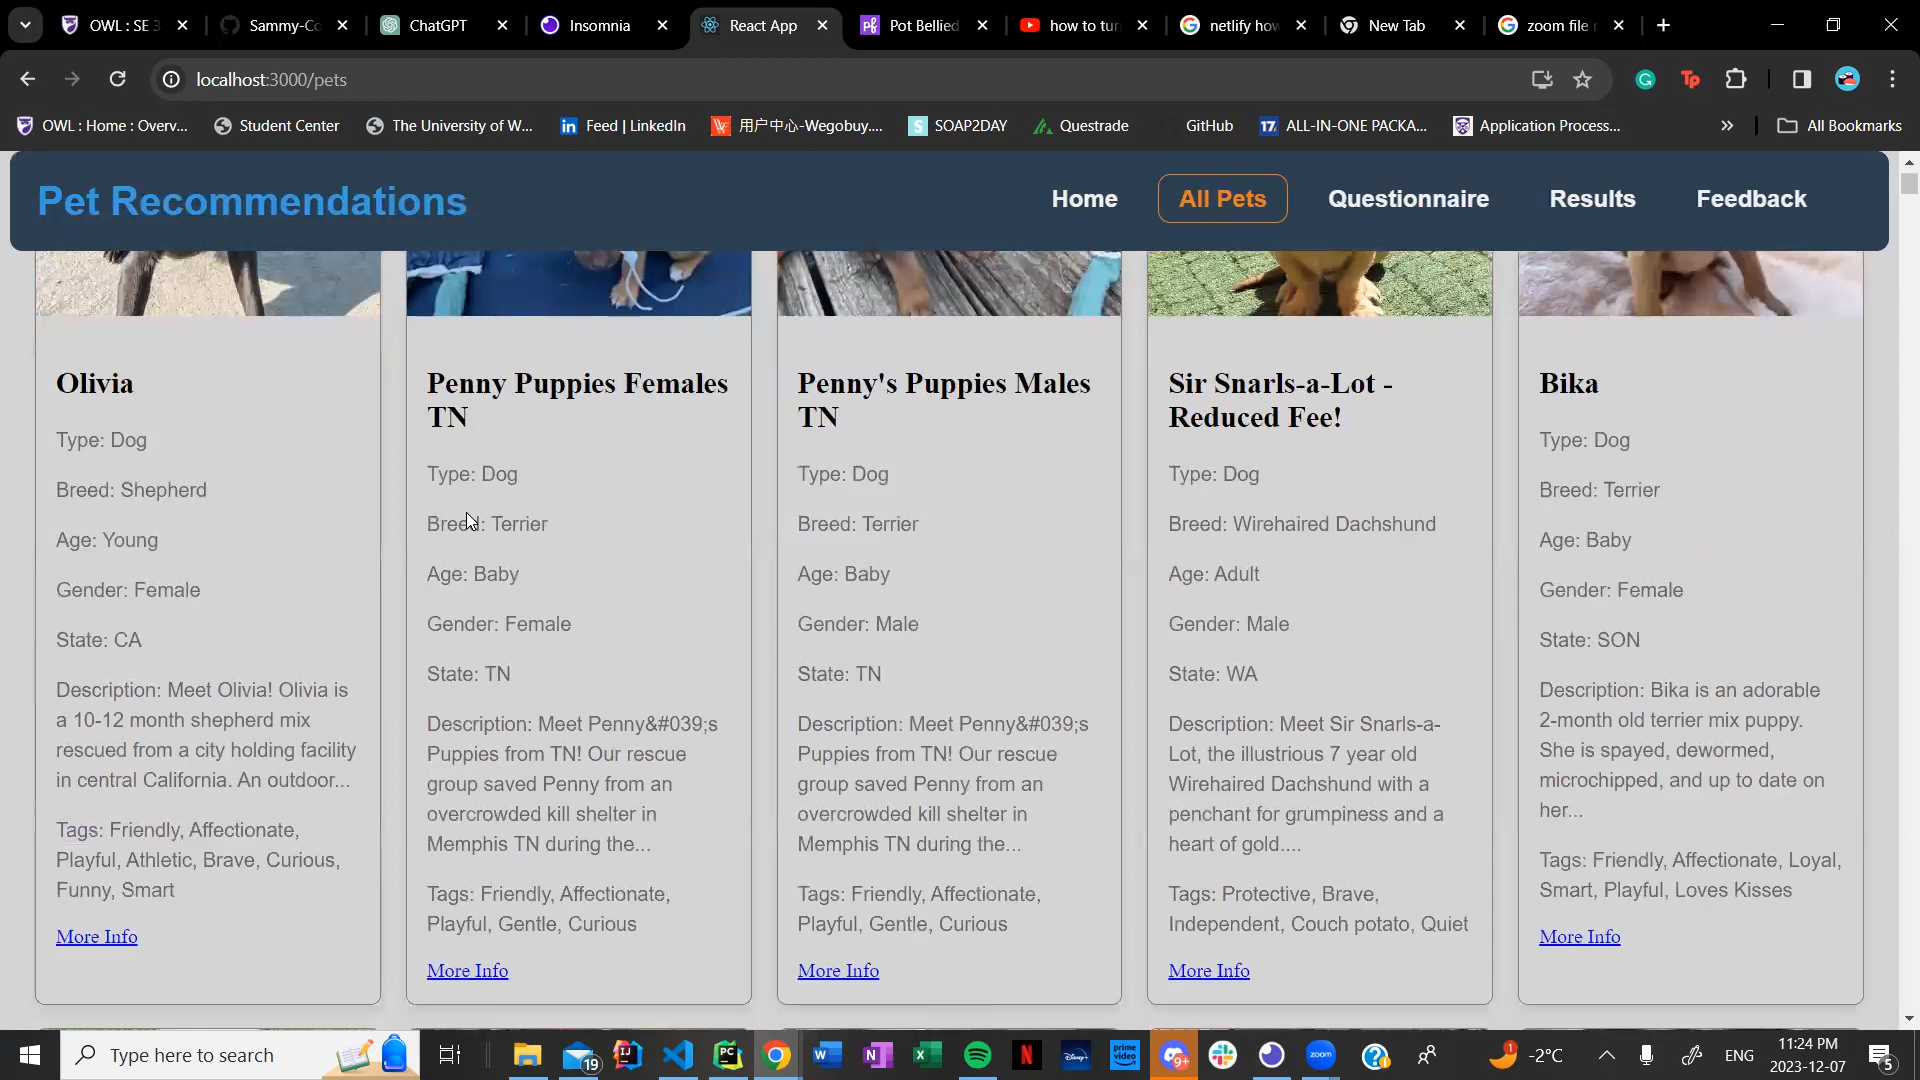 OWL : SE 3
Sammy-Co
ChatGPT
Insomnia
React App
Pot Bellied
how to tur
netlify how
New Tab
zoom file
localhost:3000/pets
OWL : Home : Overv...
Student Center
The University of W...
Feed | LinkedIn
用户中心-Wegobuy....
SOAP2DAY
Questrade
GitHub
ALL-IN-ONE PACKA...
Application Process...
All Bookmarks
Pet Recommendations
Home
All Pets
Questionnaire
Results
Feedback
Olivia
Type: Dog
Breed: Shepherd
Age: Young
Gender: Female
State: CA
Description: Meet Olivia! Olivia is
a 10-12 month shepherd mix
rescued from a city holding facility
in central California. An outdoor...
Tags: Friendly, Affectionate,
Playful, Athletic, Brave, Curious,
Funny, Smart
More Info
Penny Puppies Females
TN
Type: Dog
Breed: Terrier
Age: Baby
Gender: Female
State: TN
Description: Meet Penny&#039;s
Puppies from TN! Our rescue
group saved Penny from an
overcrowded kill shelter in
Memphis TN during the...
Tags: Friendly, Affectionate,
Playful, Gentle, Curious
More Info
Penny's Puppies Males
TN
Type: Dog
Breed: Terrier
Age: Baby
Gender: Male
State: TN
Description: Meet Penny&#039;s
Puppies from TN! Our rescue
group saved Penny from an
overcrowded kill shelter in
Memphis TN during the...
Tags: Friendly, Affectionate,
Playful, Gentle, Curious
More Info
Sir Snarls-a-Lot -
Reduced Fee!
Type: Dog
Breed: Wirehaired Dachshund
Age: Adult
Gender: Male
State: WA
Description: Meet Sir Snarls-a-
Lot, the illustrious 7 year old
Wirehaired Dachshund with a
penchant for grumpiness and a
heart of gold....
Tags: Protective, Brave,
Independent, Couch potato, Quiet
More Info
Bika
Type: Dog
Breed: Terrier
Age: Baby
Gender: Female
State: SON
Description: Bika is an adorable
2-month old terrier mix puppy.
She is spayed, dewormed,
microchipped, and up to date on
her...
Tags: Friendly, Affectionate, Loyal,
Smart, Playful, Loves Kisses
More Info
Type here to search
19
9+
zoom
1
-2°C
ENG
11:24 PM
2023-12-07
5